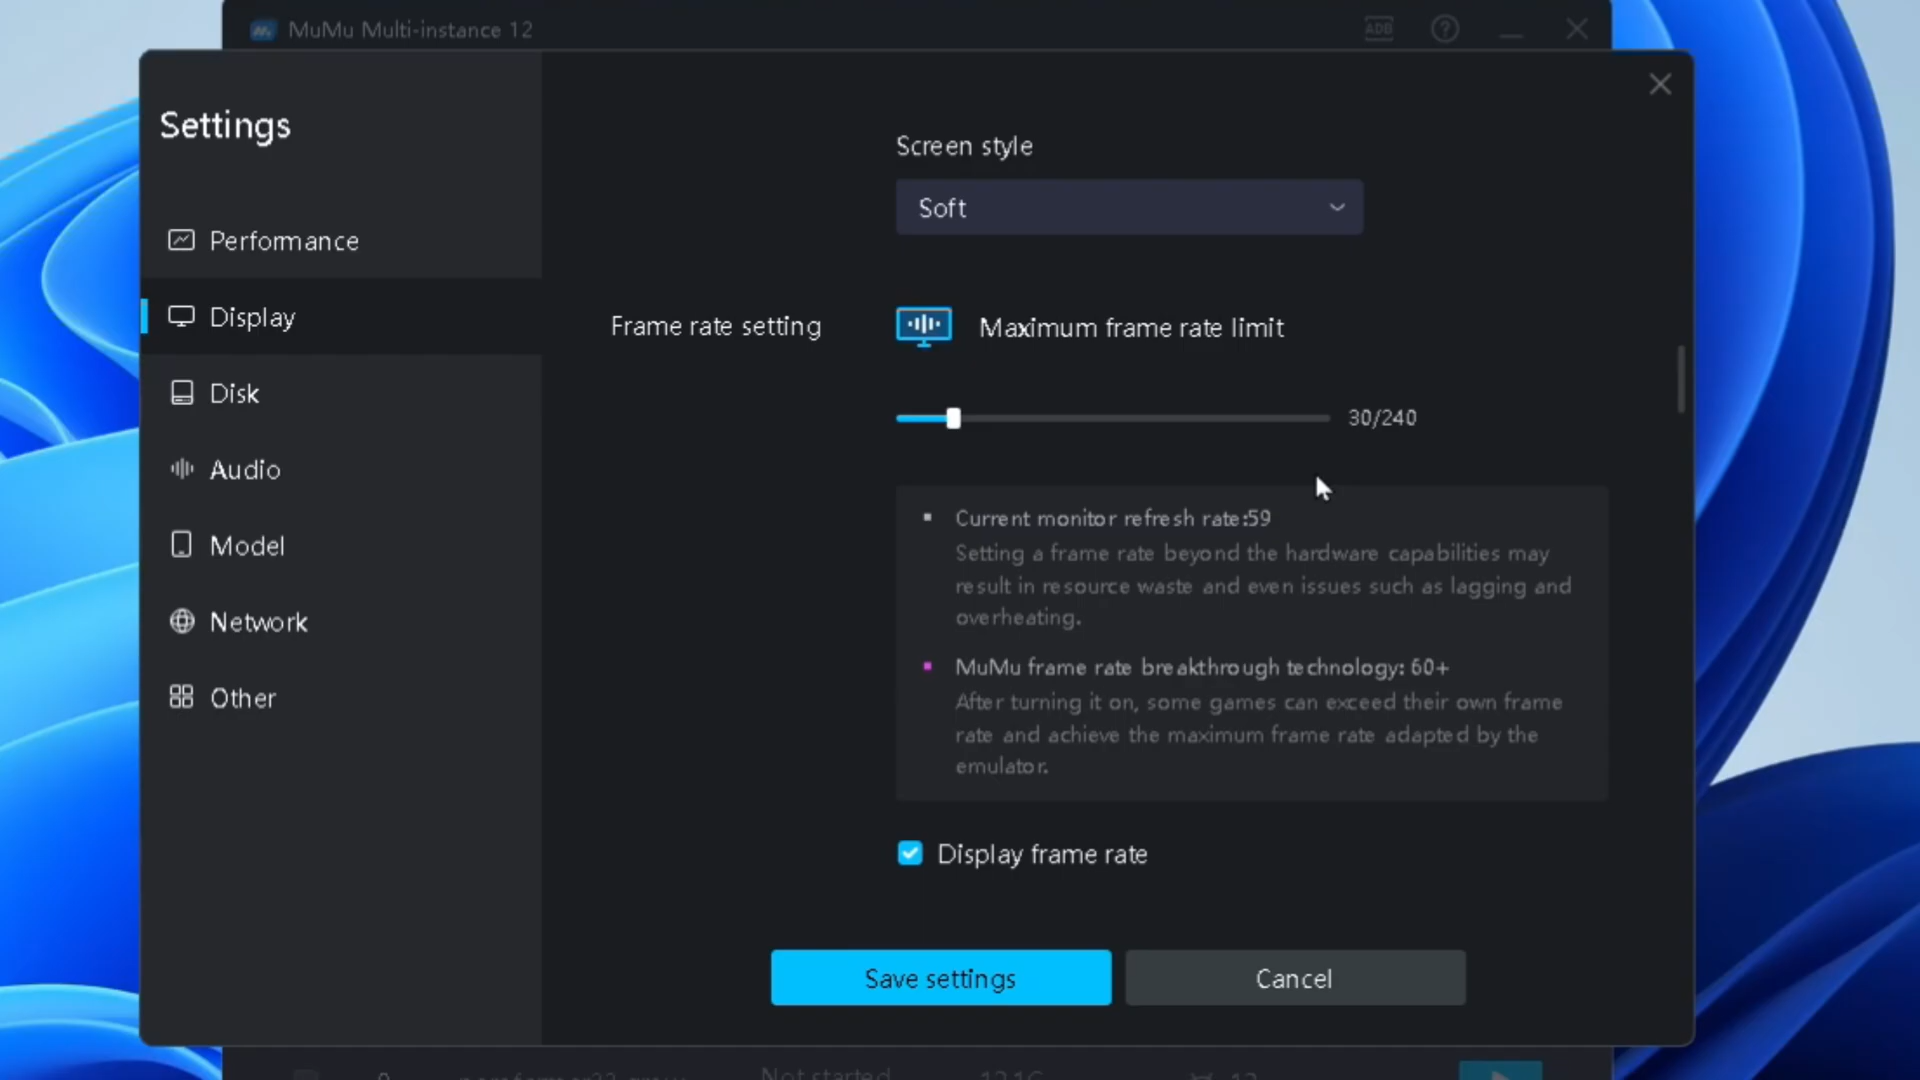 MuMu Multi-instance 12
ADB
Settings
Performance
Display
Disk
Audio
Model
Network
Other
Screen style
Soft
Frame rate setting
Maximum frame rate limit
30/240
Current monitor refresh rate:59
Setting a frame rate beyond the hardware capabilities may
result in resource waste and even issues such as lagging and
overheating.
MuMu frame rate breakthrough technology: 60+
After turning it on, some games can exceed their own frame
rate and achieve the maximum frame rate adapted by the
emulator.
Display frame rate
Save settings
Cancel
Not started